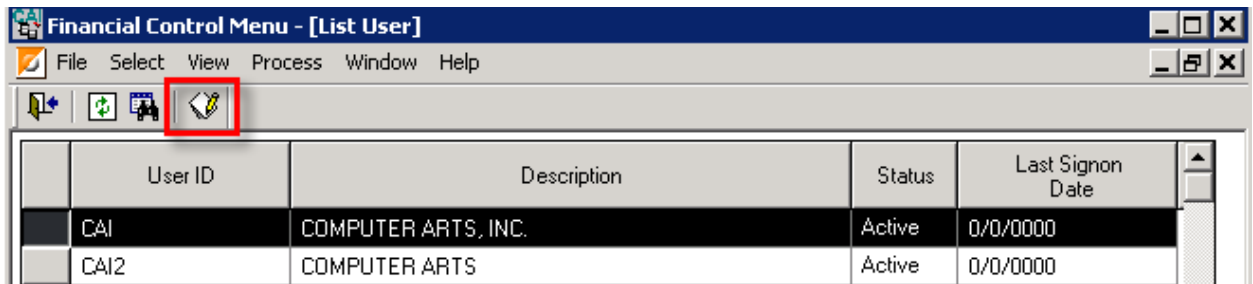 Financial Control Menu - [List User]
File Select View Process Window Help
User ID Description Status Last Signon
Date
CAI COMPUTER ARTS, INC. Active 0/0/0000
CAI2 COMPUTER ARTS Active 0/0/0000